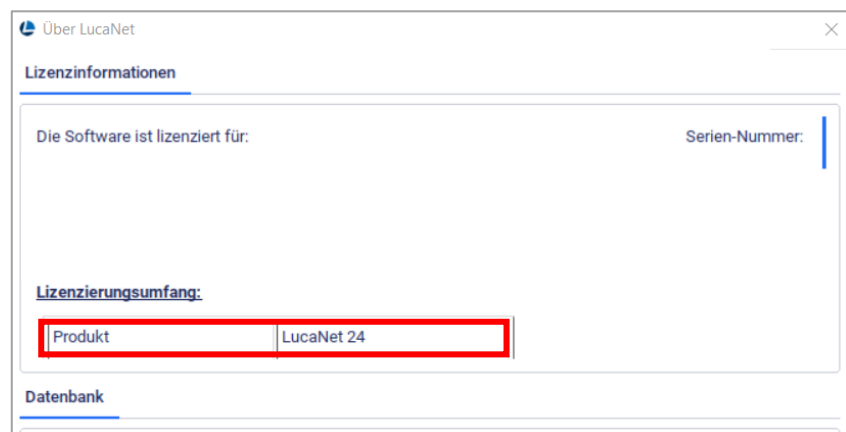 Über LucaNet
Lizenzinformationen
Die Software ist lizenziert für: Serien-Nummer:
Lizenzierungsumfang:
Produkt LucaNet 24
Datenbank